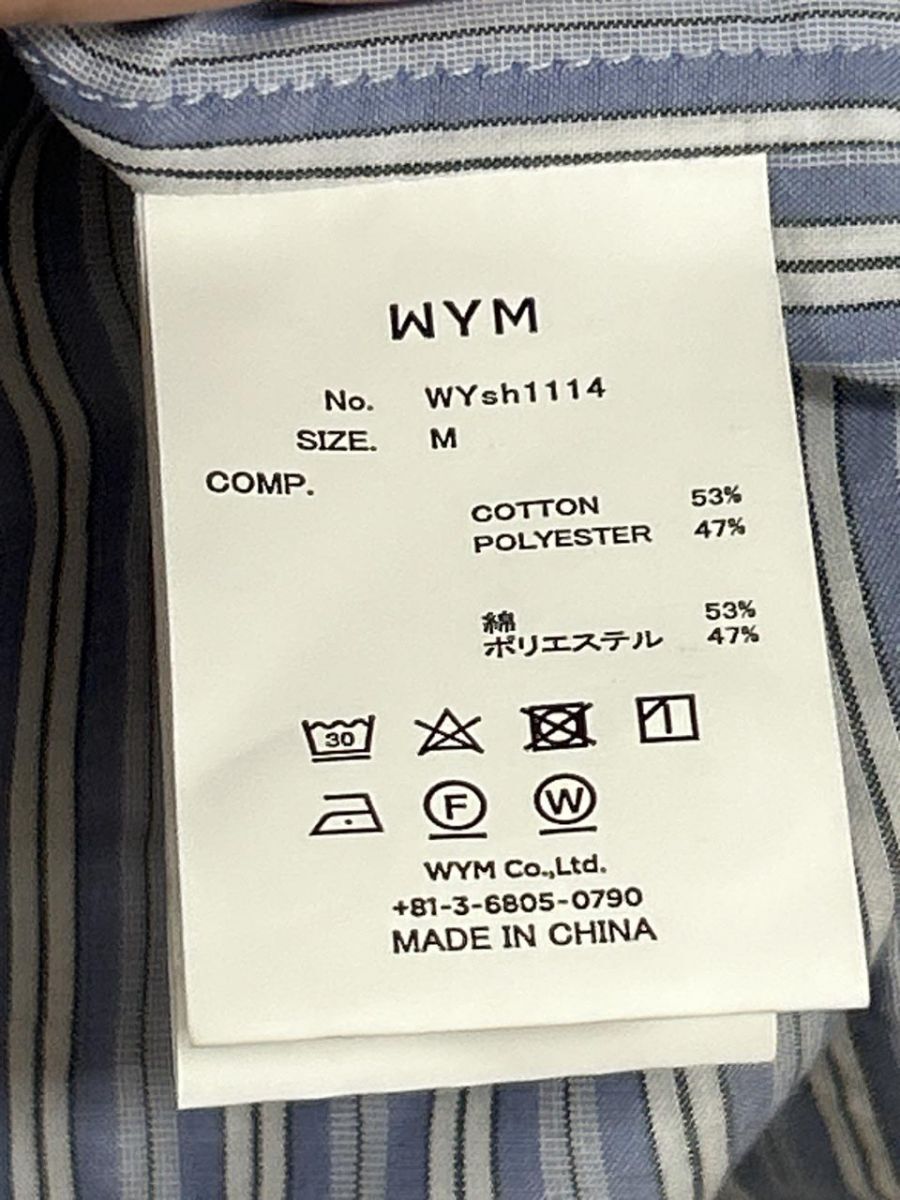 WYM
No. WYsh1114
SIZE. M
COMP.
COTTON 53%
POLYESTER 47%
綿 53%
ポリエステル 47%
30
F W
WYM Co.,Ltd.
+81-3-6805-0790
MADE IN CHINA